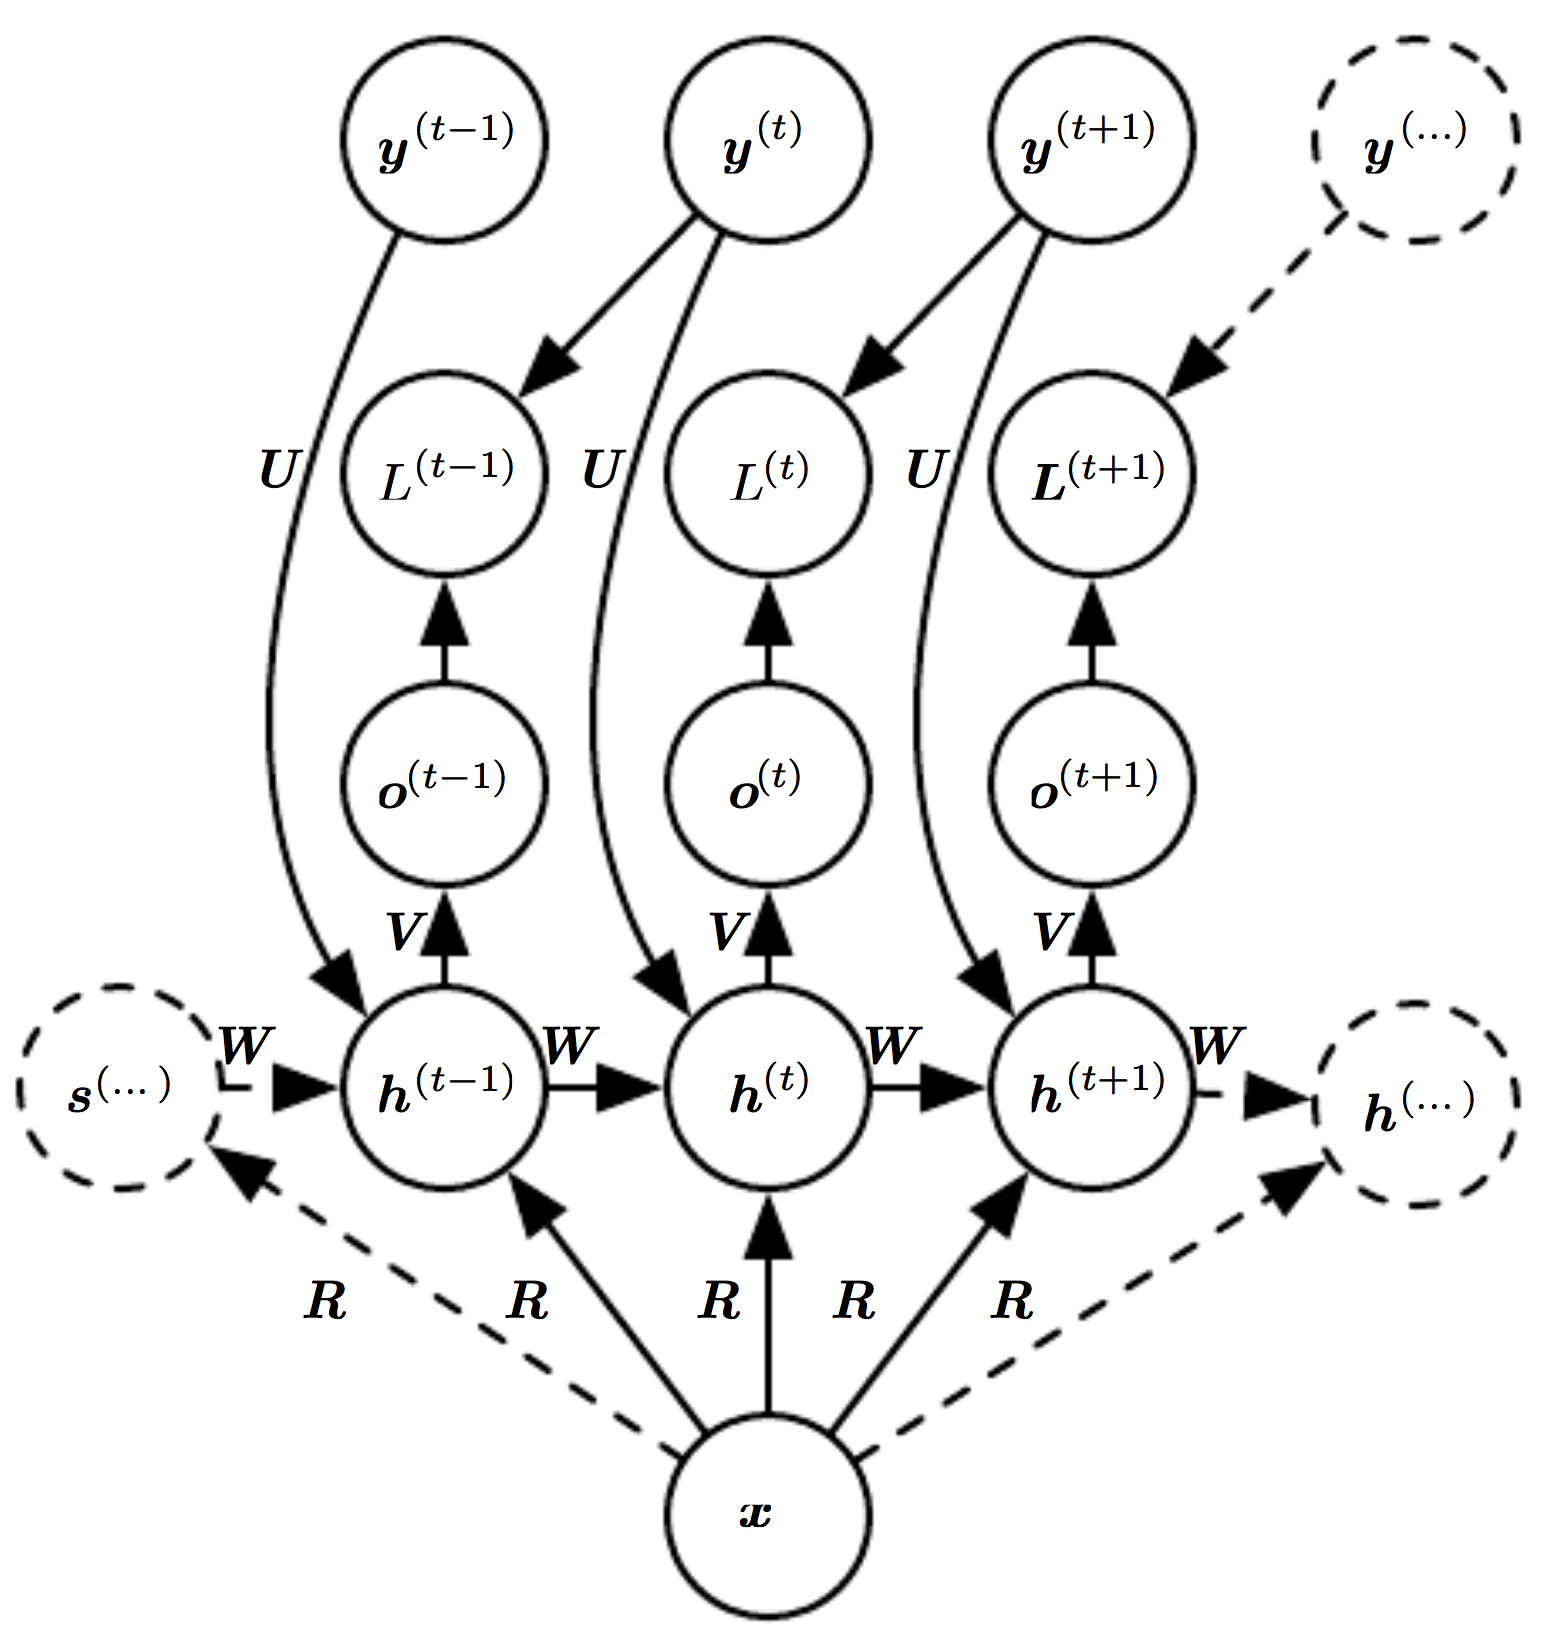 y^(t−1) y^(t) y^(t+1) y^(...)
U L^(t−1) U L^(t) U L^(t+1)
o^(t−1) o^(t) o^(t+1)
V V V
W W W W
s^(...) h^(t−1) h^(t) h^(t+1) h^(...)
R R R R R
x